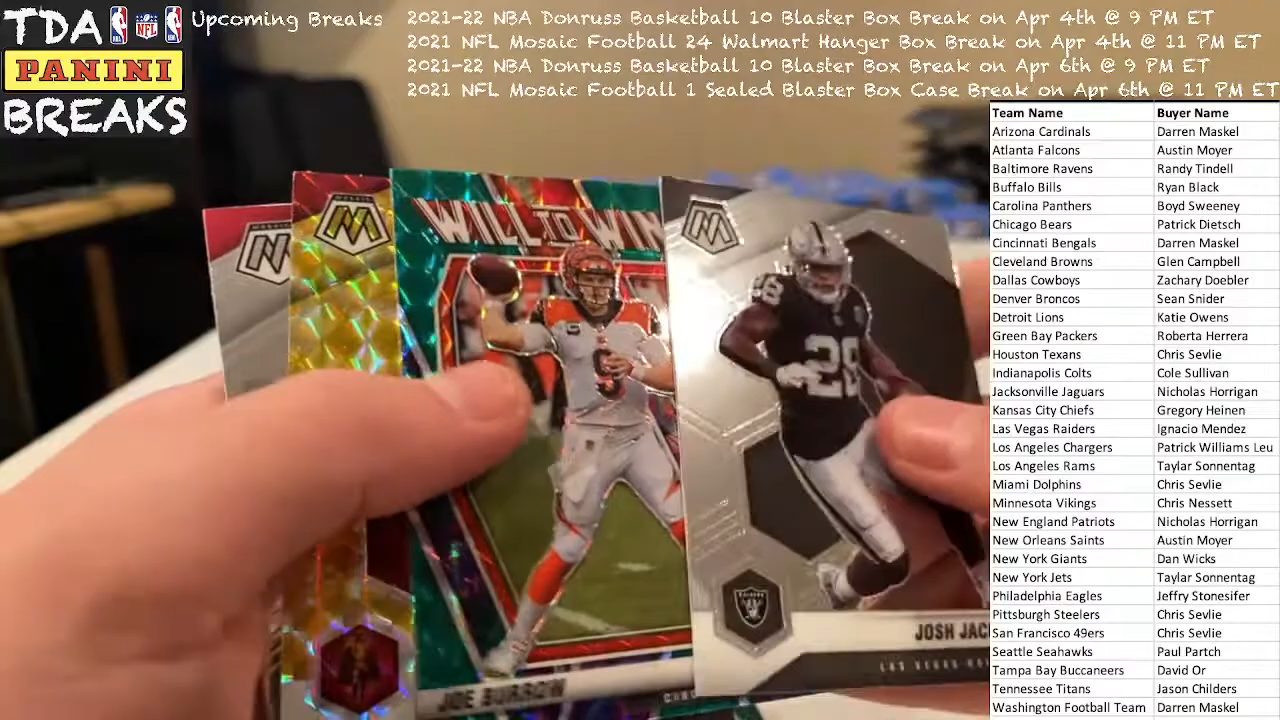 TDA
PANINI
BREAKS
Upcoming Breaks
2021-22 NBA Donruss Basketball 10 Blaster Box Break on Apr 4th @ 9 PM ET
2021 NFL Mosaic Football 24 Walmart Hanger Box Break on Apr 4th @ 11 PM ET
2021-22 NBA Donruss Basketball 10 Blaster Box Break on Apr 6th @ 9 PM ET
2021 NFL Mosaic Football 1 Sealed Blaster Box Case Break on Apr 6th @ 11 PM ET
Team Name Buyer Name
Arizona Cardinals Darren Maskel
Atlanta Falcons Austin Moyer
Baltimore Ravens Randy Tindell
Buffalo Bills Ryan Black
Carolina Panthers Boyd Sweeney
Chicago Bears Patrick Dietsch
Cincinnati Bengals Darren Maskel
Cleveland Browns Glen Campbell
Dallas Cowboys Zachary Doebler
Denver Broncos Sean Snider
Detroit Lions Katie Owens
Green Bay Packers Roberta Herrera
Houston Texans Chris Sevlie
Indianapolis Colts Cole Sullivan
Jacksonville Jaguars Nicholas Horrigan
Kansas City Chiefs Gregory Heinen
Las Vegas Raiders Ignacio Mendez
Los Angeles Chargers Patrick Williams Leu
Los Angeles Rams Taylar Sonnentag
Miami Dolphins Chris Sevlie
Minnesota Vikings Chris Nessett
New England Patriots Nicholas Horrigan
New Orleans Saints Austin Moyer
New York Giants Dan Wicks
New York Jets Taylar Sonnentag
Philadelphia Eagles Jeffry Stonesifer
Pittsburgh Steelers Chris Sevlie
San Francisco 49ers Chris Sevlie
Seattle Seahawks Paul Partch
Tampa Bay Buccaneers David Or
Tennessee Titans Jason Childers
Washington Football Team Darren Maskel
WILL TO WIN
9
JOE BURROW
28
JOSH JAC
LAS VEGAS